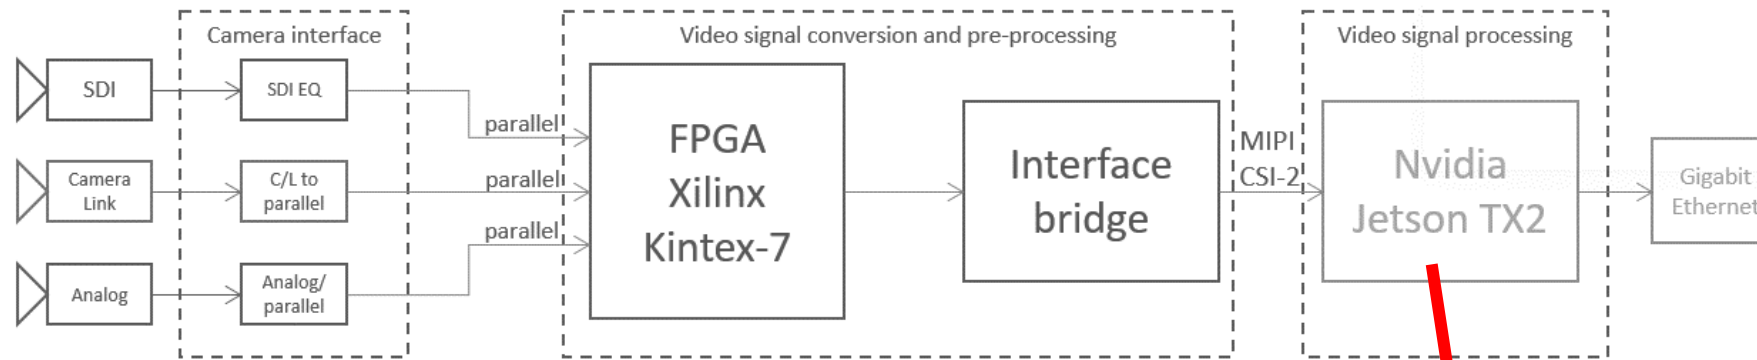 Camera interface
Video signal conversion and pre-processing
Video signal processing
SDI
SDI EQ
parallel
Camera
Link
C/L to
parallel
parallel
Analog
Analog/
parallel
parallel
FPGA
Xilinx
Kintex-7
Interface
bridge
MIPI
CSI-2
Nvidia
Jetson TX2
Gigabit
Ethernet